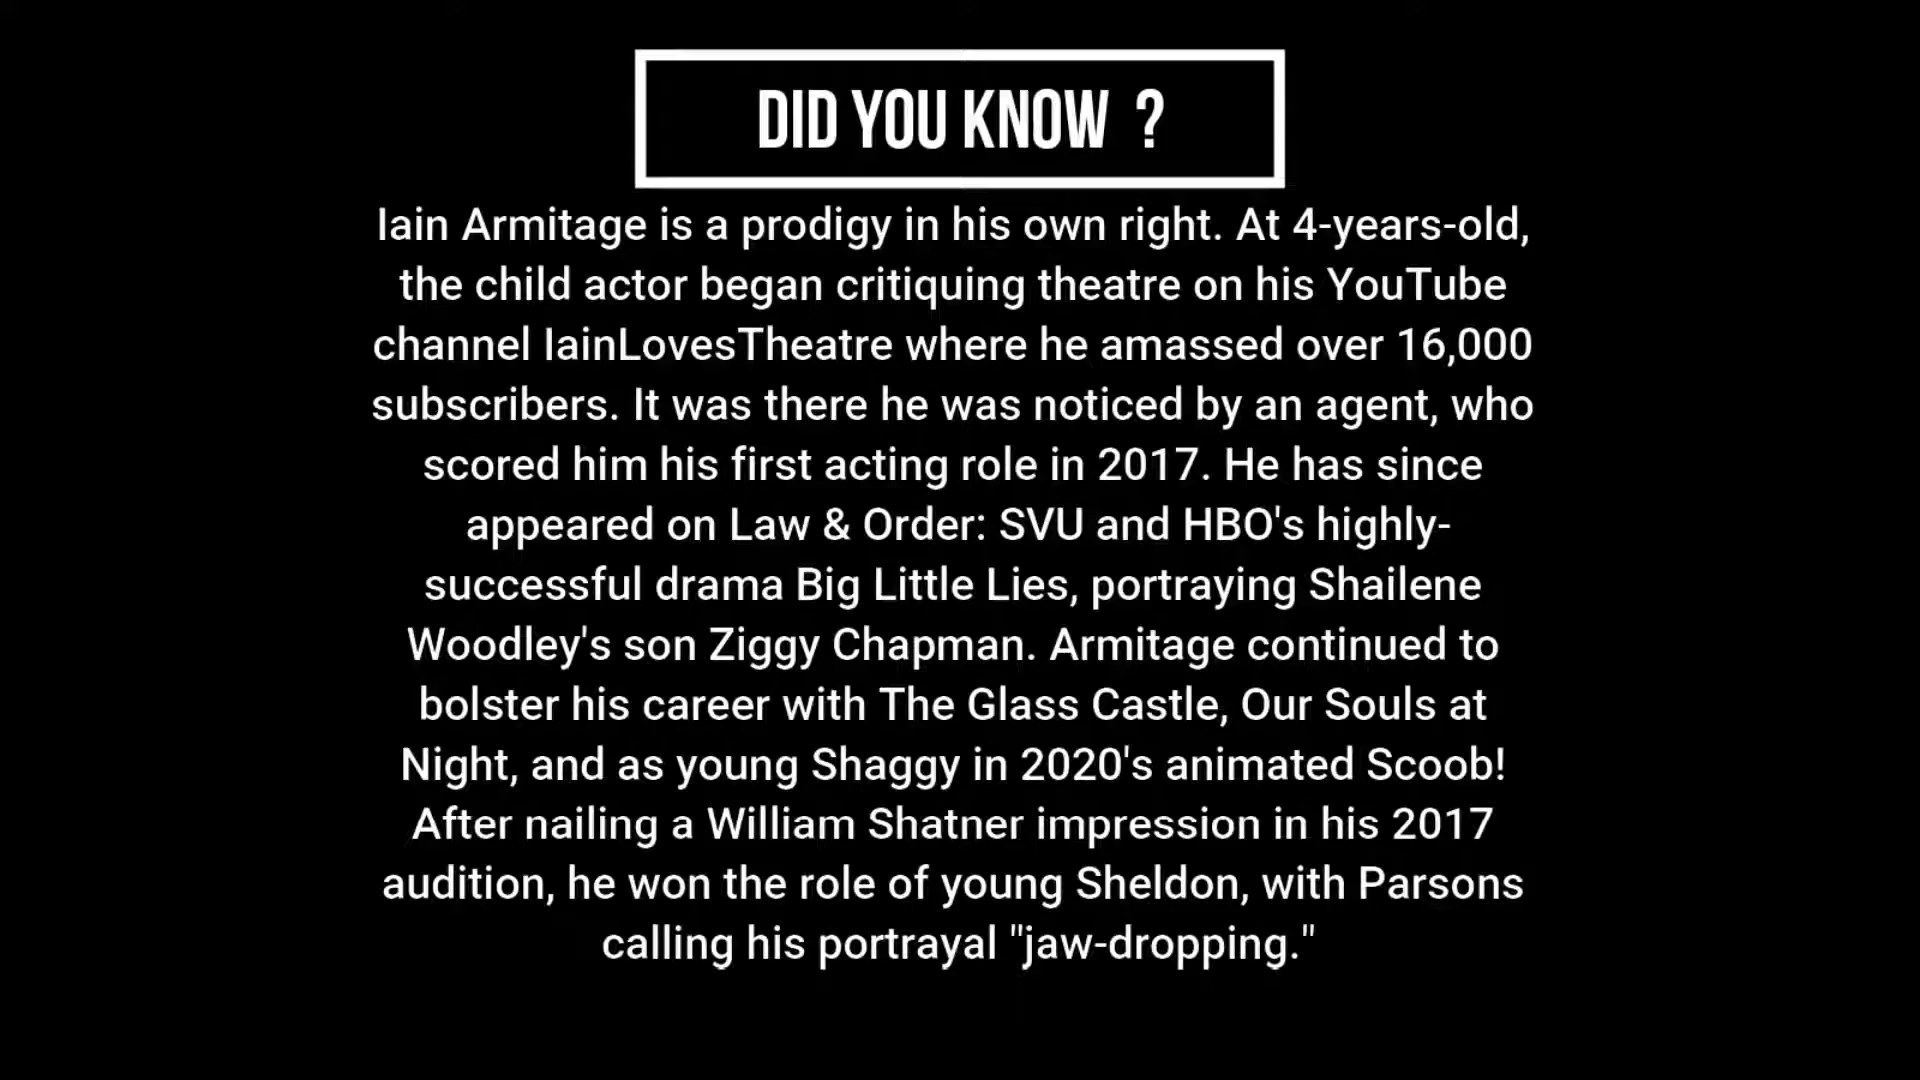 DID YOU KNOW ?
Iain Armitage is a prodigy in his own right. At 4-years-old,
the child actor began critiquing theatre on his YouTube
channel IainLovesTheatre where he amassed over 16,000
subscribers. It was there he was noticed by an agent, who
scored him his first acting role in 2017. He has since
appeared on Law & Order: SVU and HBO's highly-
successful drama Big Little Lies, portraying Shailene
Woodley's son Ziggy Chapman. Armitage continued to
bolster his career with The Glass Castle, Our Souls at
Night, and as young Shaggy in 2020's animated Scoob!
After nailing a William Shatner impression in his 2017
audition, he won the role of young Sheldon, with Parsons
calling his portrayal "jaw-dropping."